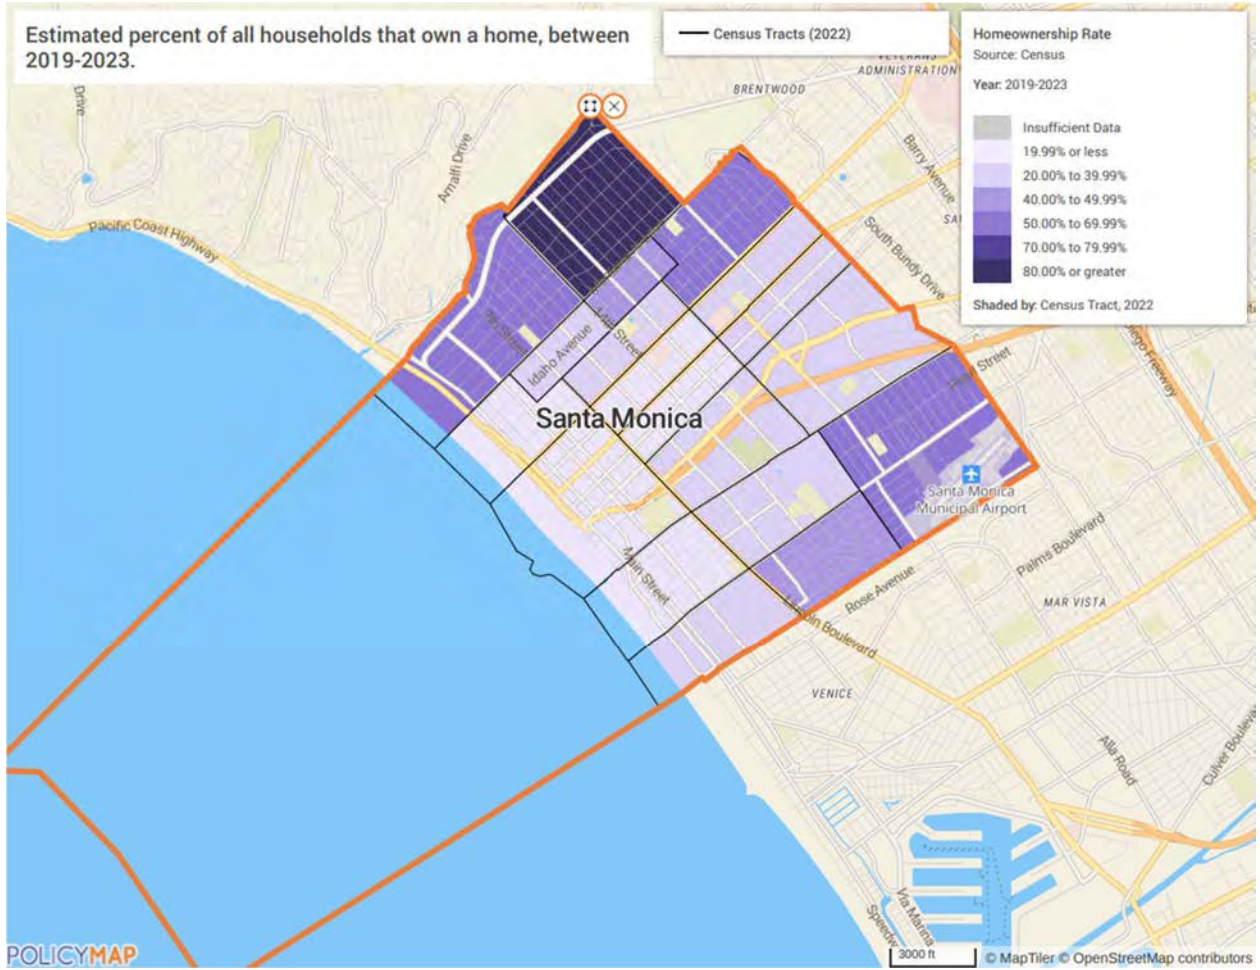 Estimated percent of all households that own a home, between
2019-2023.
Census Tracts (2022)
Homeownership Rate
Source: Census
Year: 2019-2023
Insufficient Data
19.99% or less
20.00% to 39.99%
40.00% to 49.99%
50.00% to 69.99%
70.00% to 79.99%
80.00% or greater
Shaded by: Census Tract, 2022
ADMINISTRATION
BRENTWOOD
Drive
Amalfi Drive
Barry Avenue
Pacific Coast Highway
South Bundy Drive
Idaho Avenue
Street
Santa Monica
Santa Monica
Municipal Airport
Main Street
Palms Boulevard
Rose Avenue
MAR VISTA
Lincoln Boulevard
VENICE
Alla Road
Via Marina
3000 ft
POLICYMAP
© MapTiler © OpenStreetMap contributors